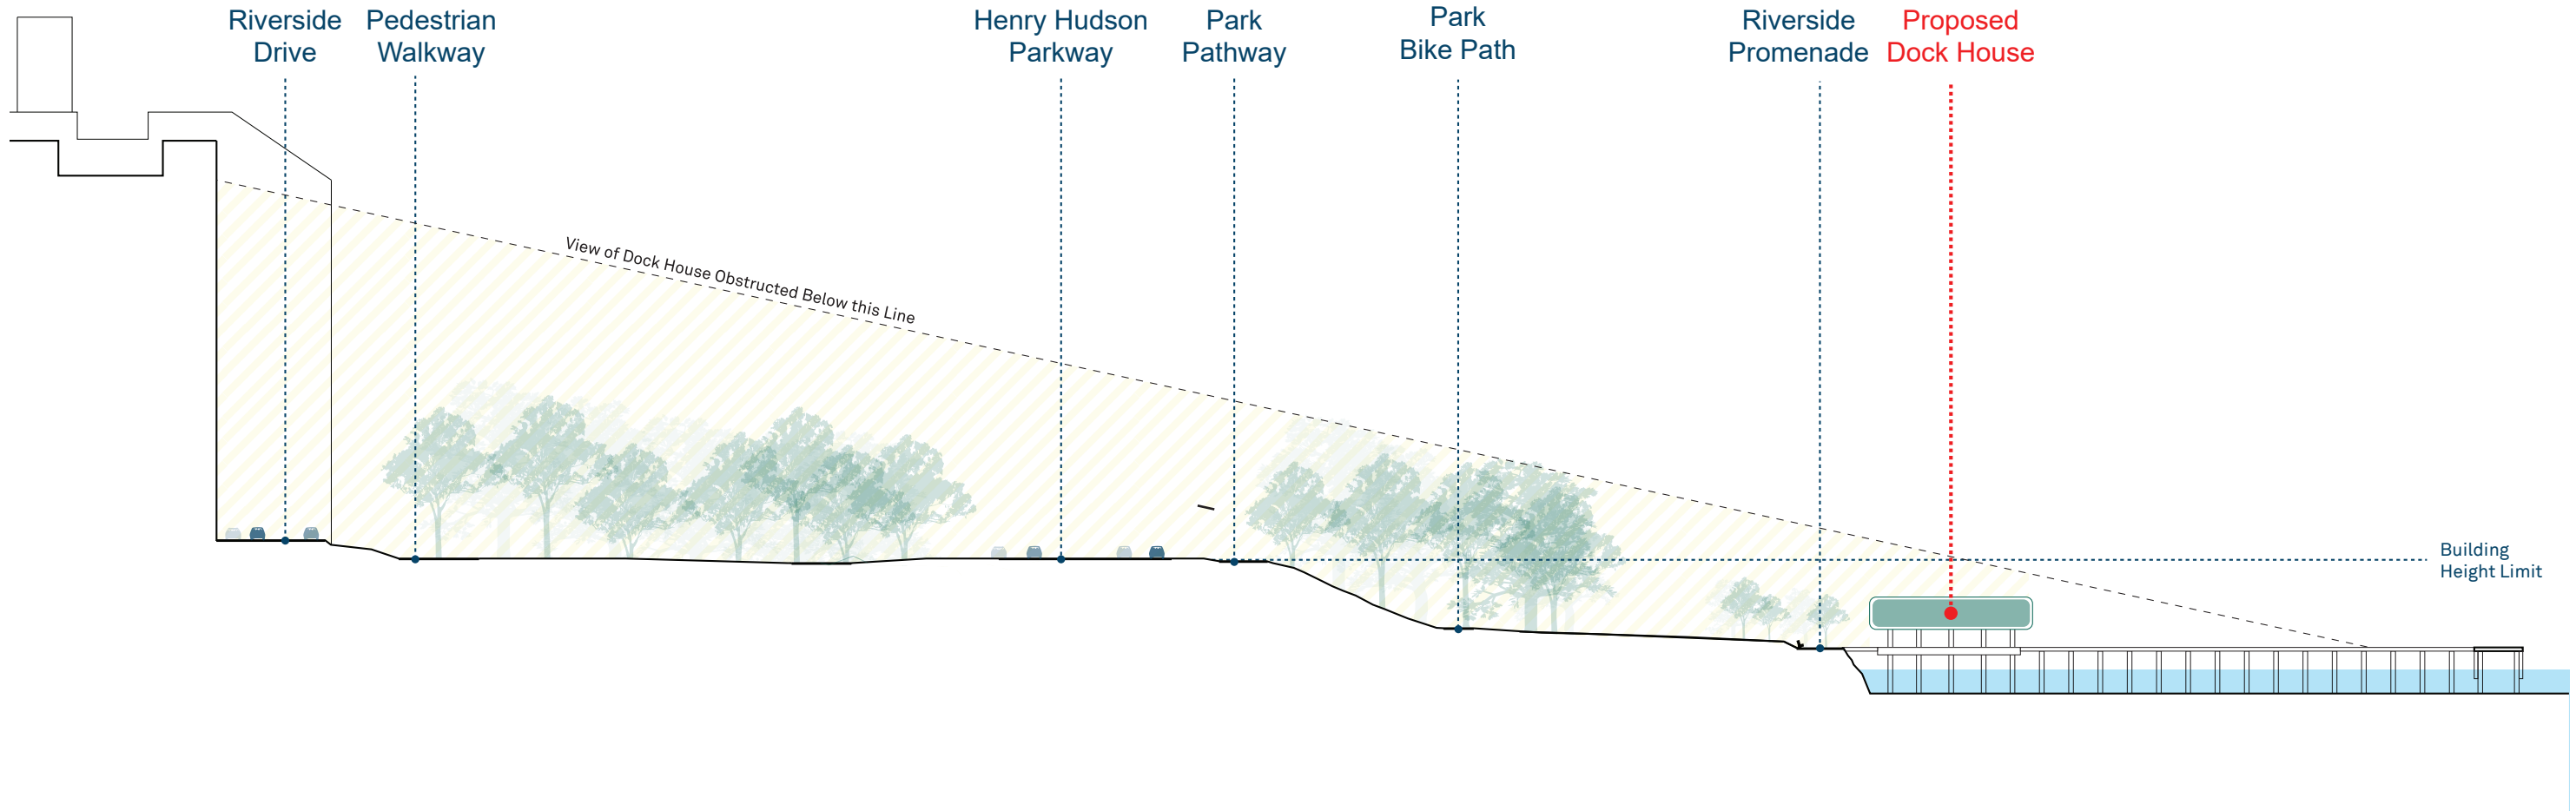 Riverside
Drive
Pedestrian
Walkway
Henry Hudson
Parkway
Park
Pathway
Park
Bike Path
Riverside
Promenade
Proposed
Dock House
View of Dock House Obstructed Below this Line
Building
Height Limit